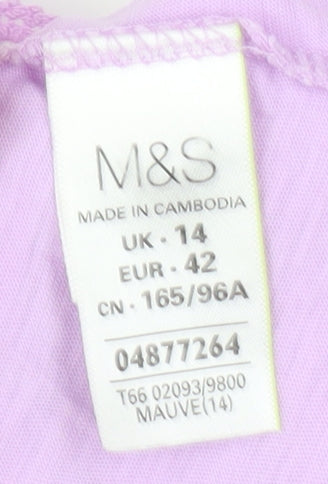 M&S
MADE IN CAMBODIA
UK · 14
EUR · 42
CN · 165/96A
04877264
T66 02093/9800
MAUVE(14)